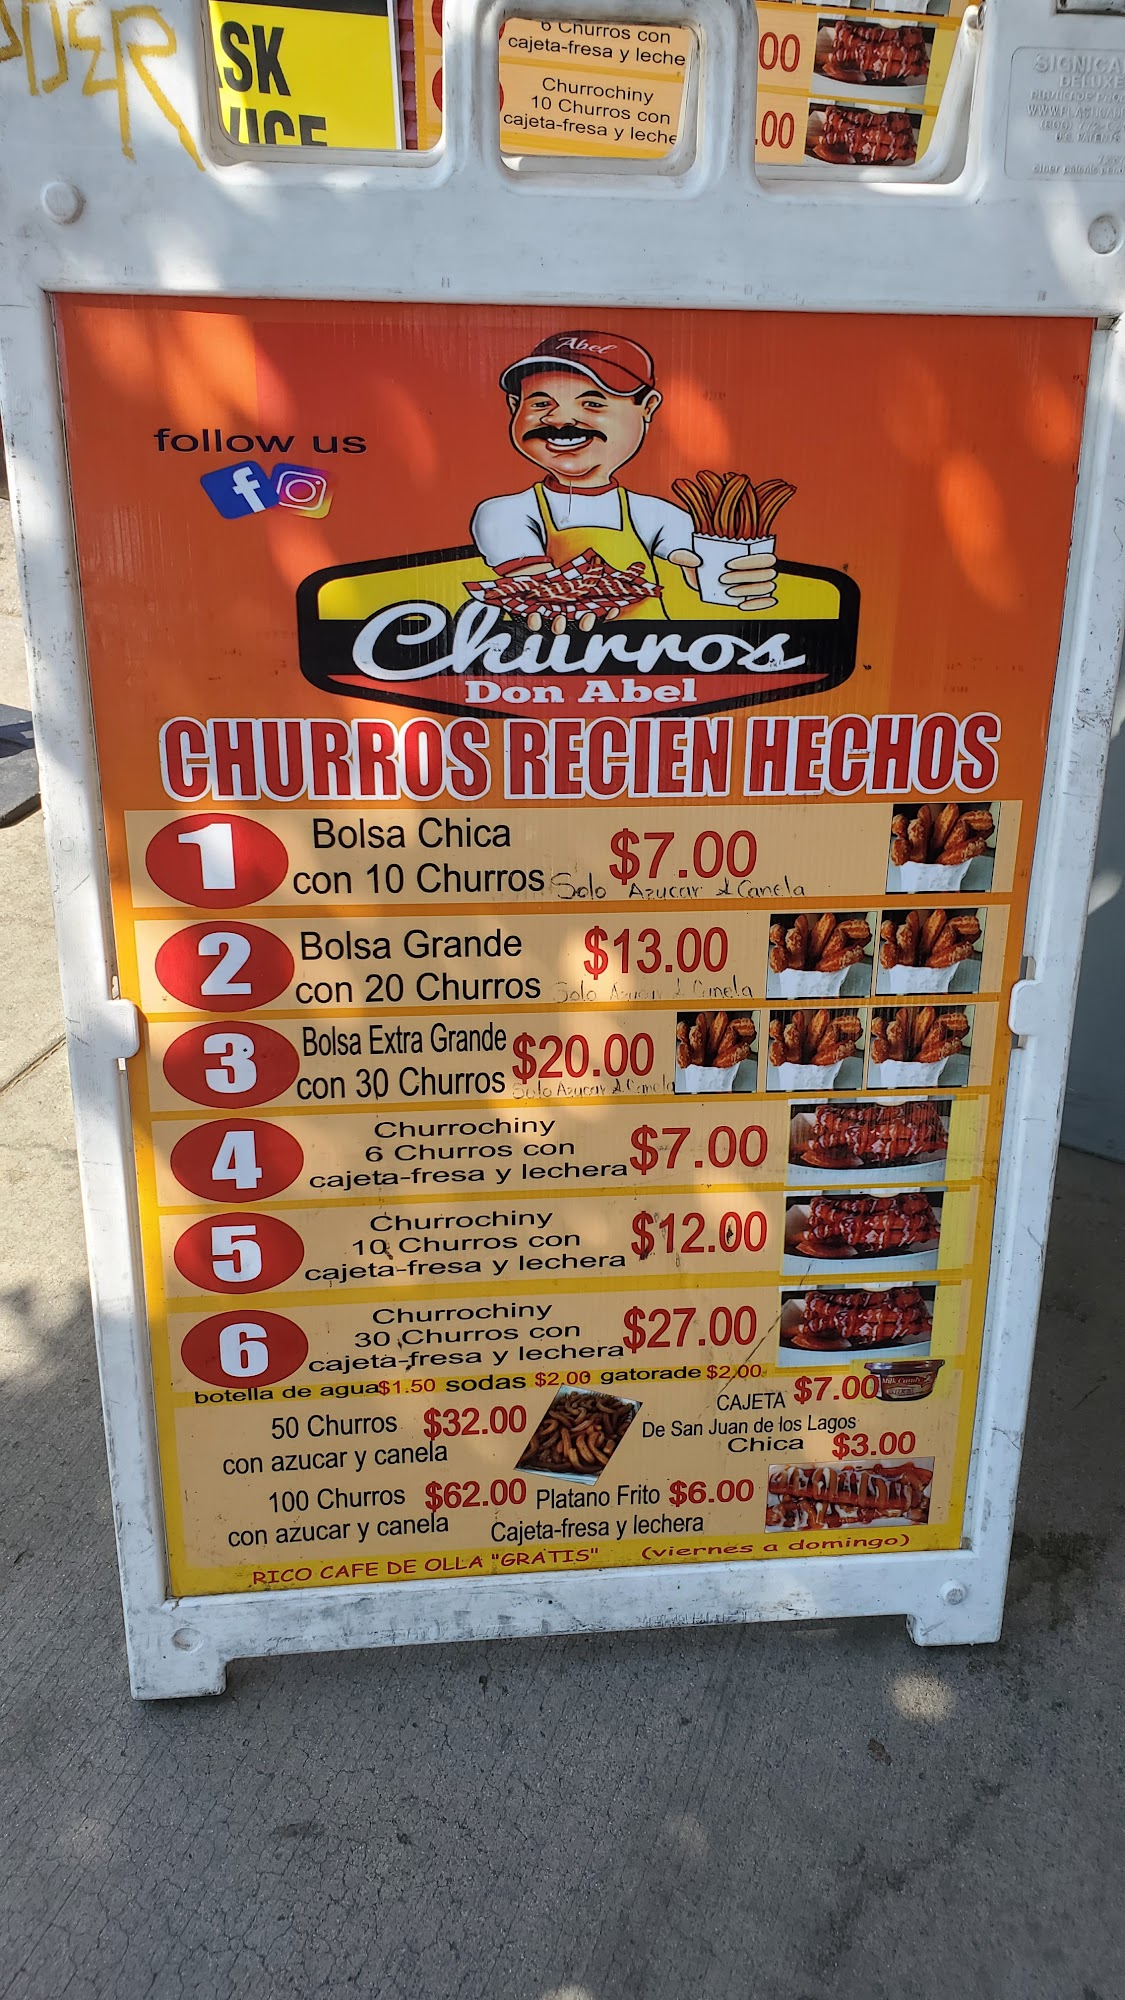 SK
VICE
6 Churros con
cajeta-fresa y leche
Churrochiny
10 Churros con
cajeta-fresa y leche
00
.00
SIGNICA
DELUXE
follow us
Abel
Churros
Don Abel
CHURROS RECIEN HECHOS
1 Bolsa Chica
con 10 Churros $7.00
Solo Azucar & Canela
2 Bolsa Grande
con 20 Churros $13.00
Solo Azucar & Canela
3 Bolsa Extra Grande
con 30 Churros $20.00
Solo Azucar & Canela
4 Churrochiny
6 Churros con
cajeta-fresa y lechera $7.00
5 Churrochiny
10 Churros con
cajeta-fresa y lechera $12.00
6 Churrochiny
30 Churros con
cajeta-fresa y lechera $27.00
botella de agua $1.50 sodas $2.00 gatorade $2.00
50 Churros $32.00
con azucar y canela
CAJETA $7.00
De San Juan de los Lagos
Chica $3.00
100 Churros $62.00
con azucar y canela
Platano Frito $6.00
Cajeta-fresa y lechera
RICO CAFE DE OLLA "GRATIS" (viernes a domingo)